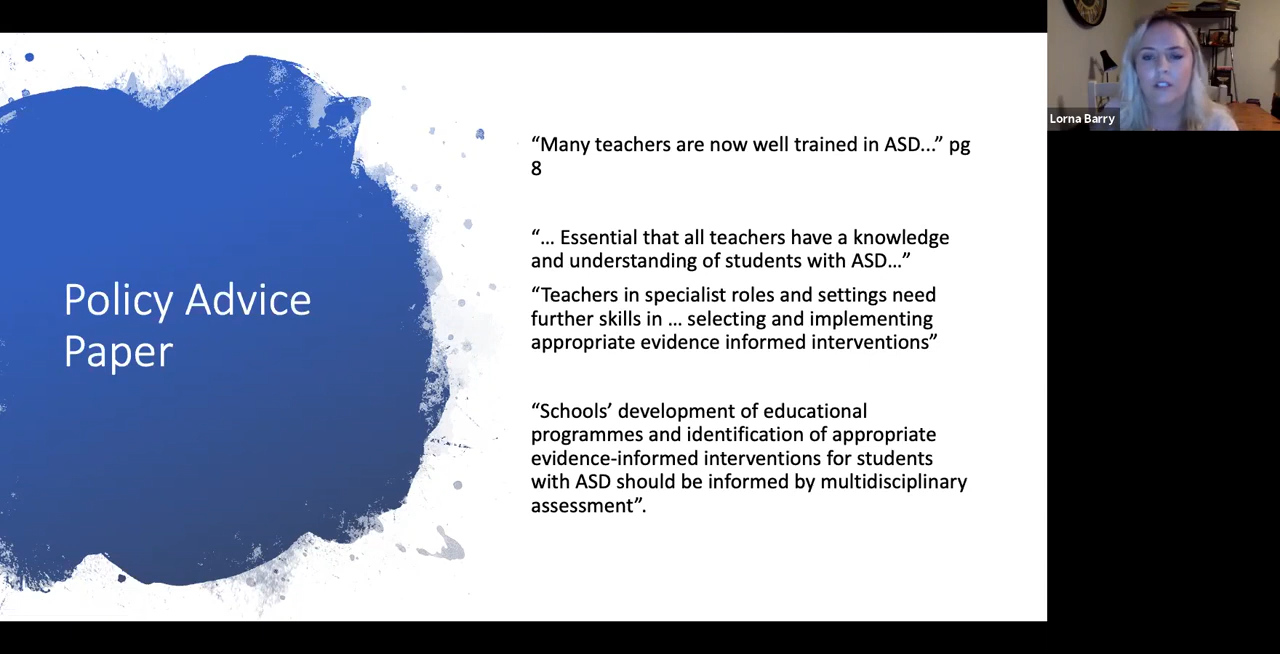 Policy Advice
Paper
“Many teachers are now well trained in ASD...” pg
8
“... Essential that all teachers have a knowledge
and understanding of students with ASD...”
“Teachers in specialist roles and settings need
further skills in ... selecting and implementing
appropriate evidence informed interventions”
“Schools’ development of educational
programmes and identification of appropriate
evidence-informed interventions for students
with ASD should be informed by multidisciplinary
assessment”.
Lorna Barry